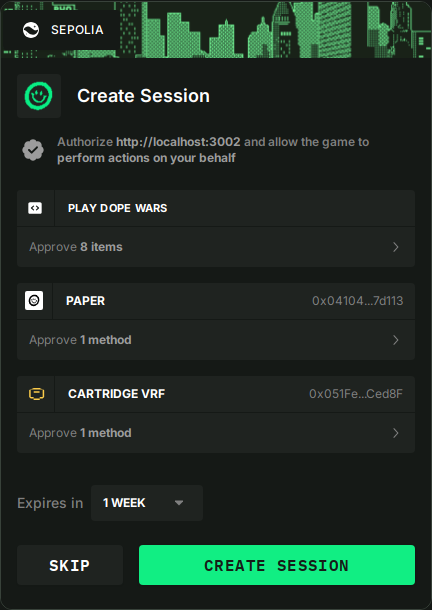 SEPOLIA
Create Session
Authorize http://localhost:3002 and allow the game to
perform actions on your behalf
PLAY DOPE WARS
Approve 8 items
PAPER 0x04104...7d113
Approve 1 method
CARTRIDGE VRF 0x051Fe...Ced8F
Approve 1 method
Expires in 1 WEEK
SKIP CREATE SESSION